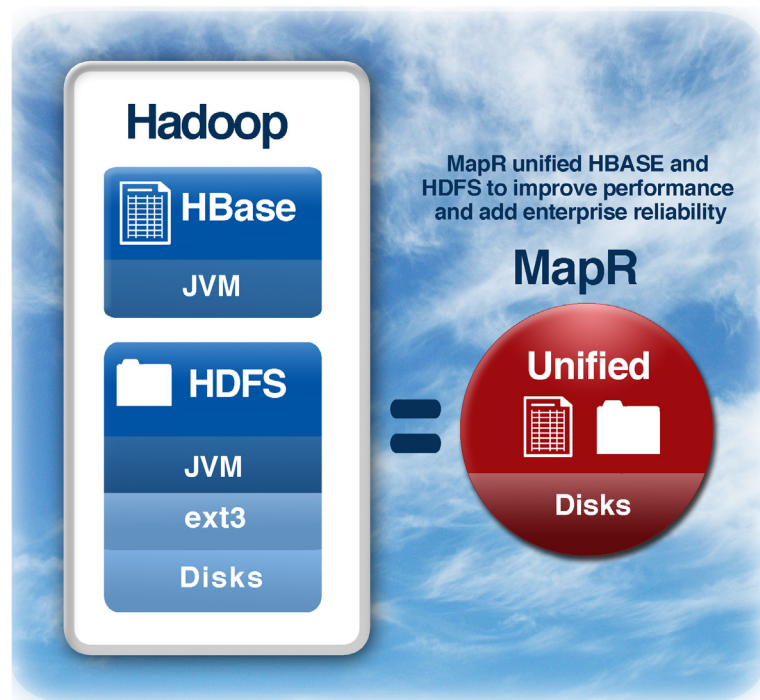 Hadoop
HBase
JVM
HDFS
JVM
ext3
Disks
MapR unified HBASE and
HDFS to improve performance
and add enterprise reliability
MapR
=
Unified
Disks